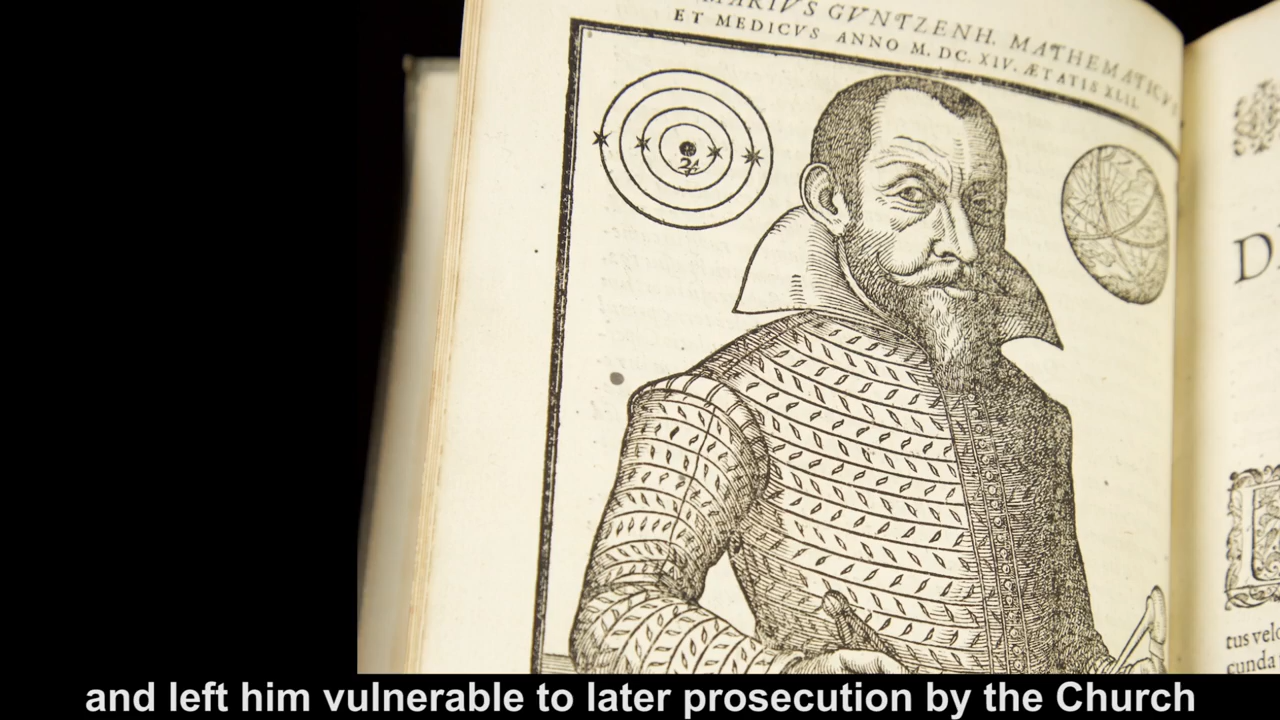 MARIVS GVNTZENH. MATHEMATICVS
ET MEDICVS ANNO M. DC. XIV. ÆTATIS XLII.
D
tus velo
cunda
and left him vulnerable to later prosecution by the Church